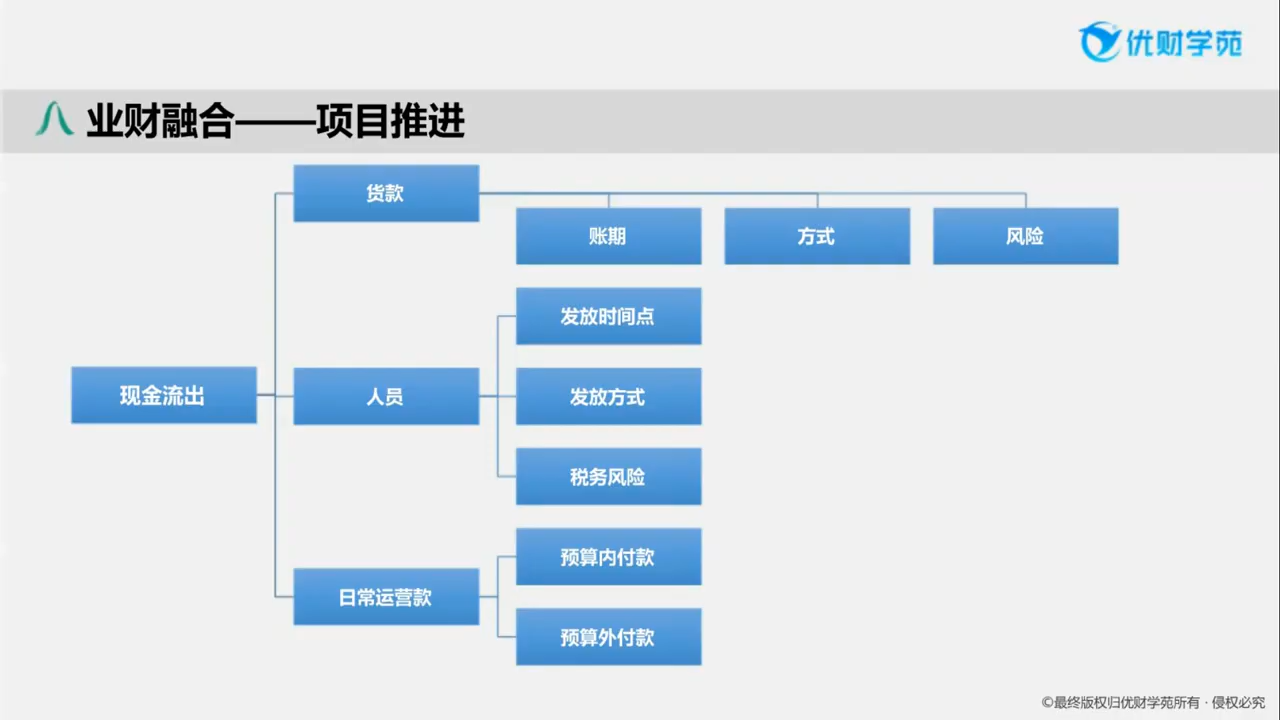 优财学苑
业财融合——项目推进
货款
账期
方式
风险
发放时间点
现金流出
人员
发放方式
税务风险
预算内付款
日常运营款
预算外付款
©最终版权归优财学苑所有 · 侵权必究